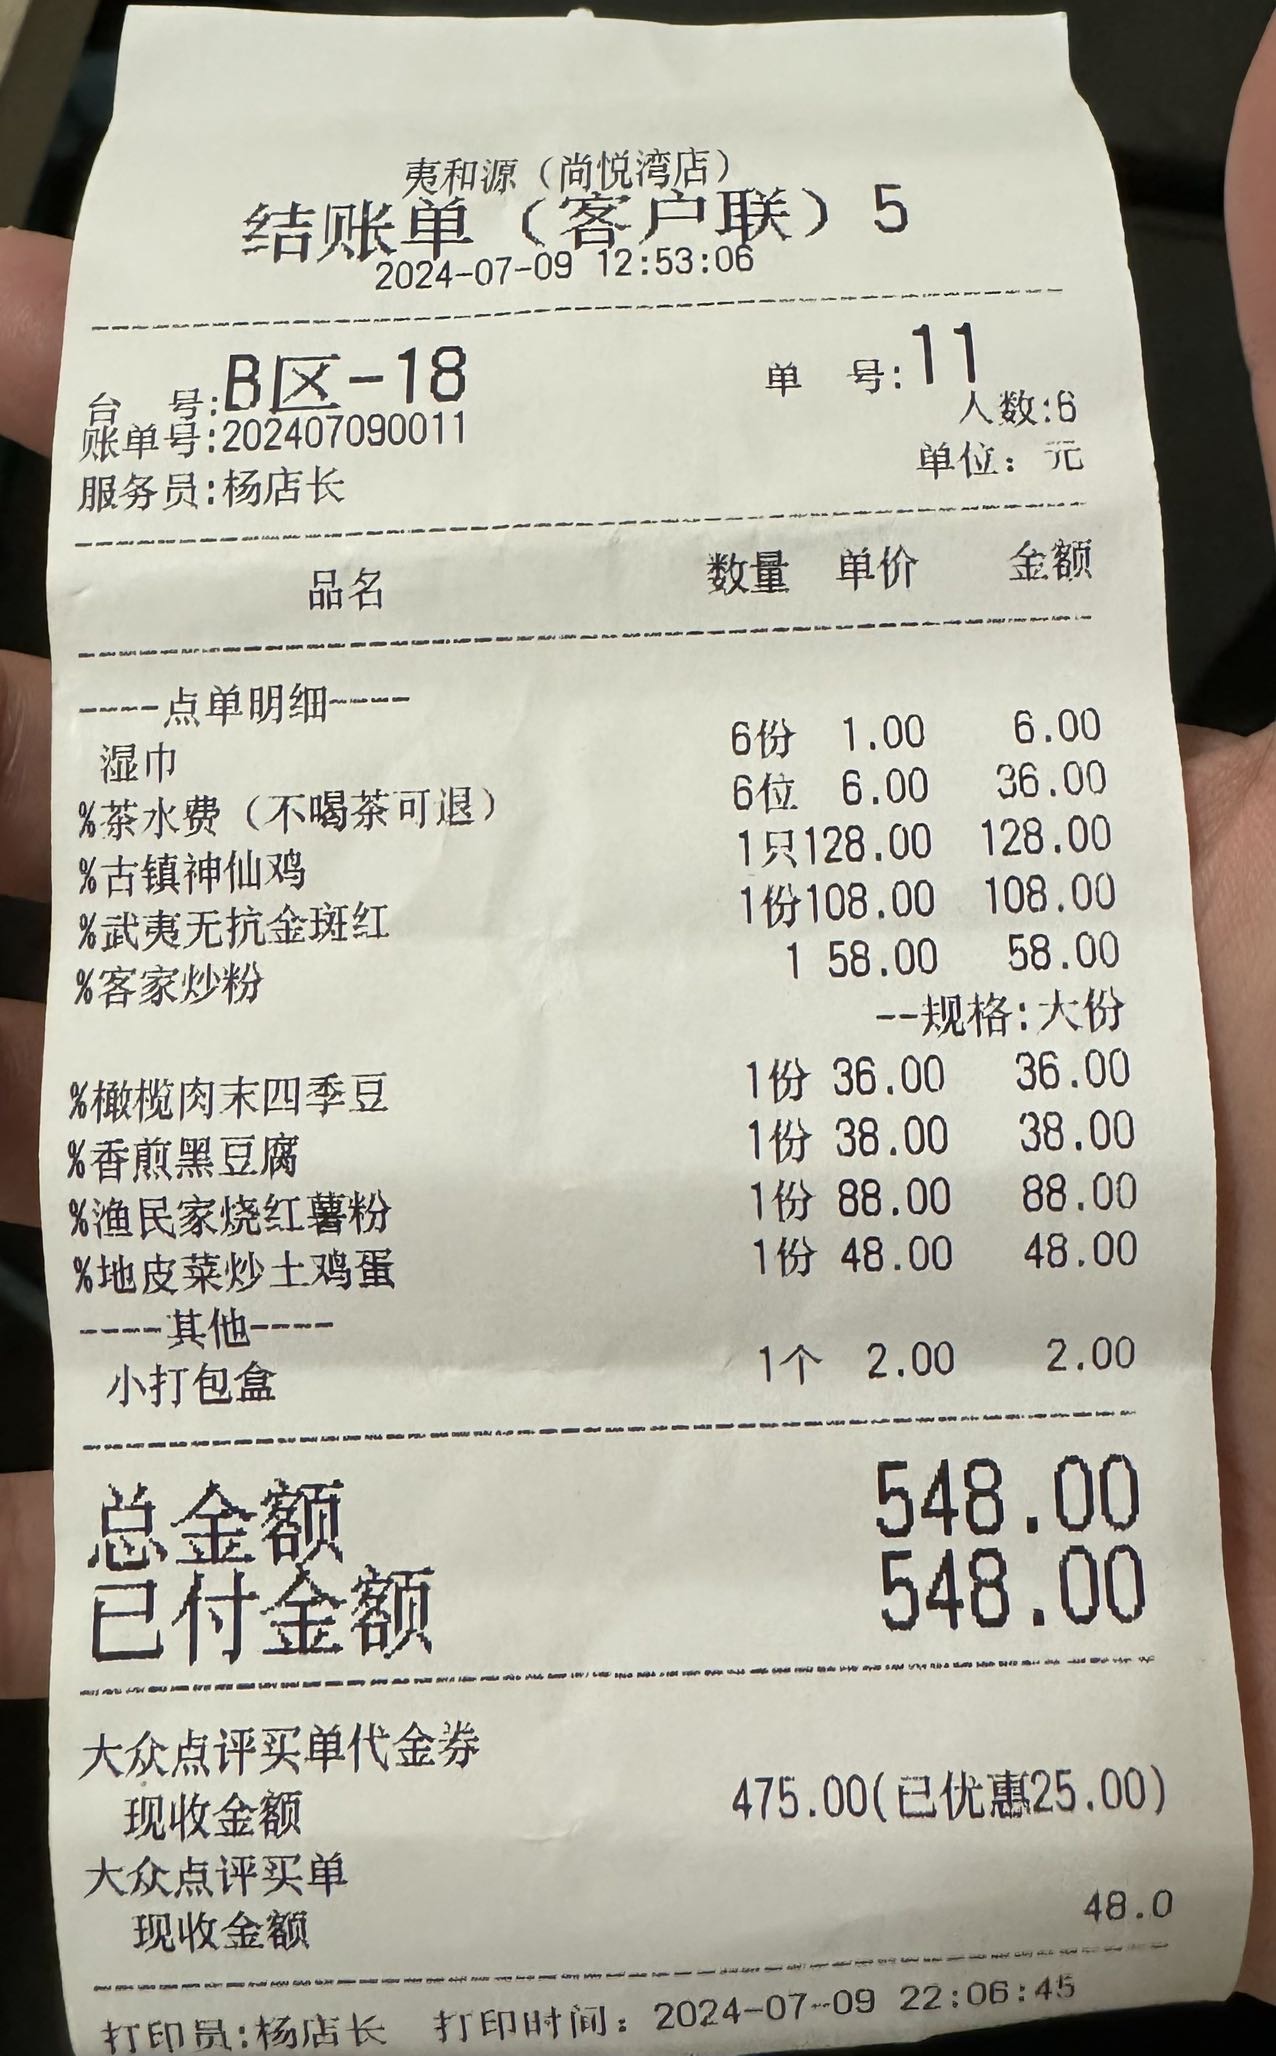 夷和源（尚悦湾店）
结账单（客户联）5
2024-07-09 12:53:06
台 号:B区-18 单 号:11
账单号:202407090011 人数:6
服务员:杨店长 单位：元
品名 数量 单价 金额
----点单明细----
湿巾 6份 1.00 6.00
%茶水费（不喝茶可退） 6位 6.00 36.00
%古镇神仙鸡 1只128.00 128.00
%武夷无抗金斑红 1份108.00 108.00
%客家炒粉 1 58.00 58.00
--规格:大份
%橄榄肉末四季豆 1份 36.00 36.00
%香煎黑豆腐 1份 38.00 38.00
%渔民家烧红薯粉 1份 88.00 88.00
%地皮菜炒土鸡蛋 1份 48.00 48.00
----其他----
小打包盒 1个 2.00 2.00
总金额 548.00
已付金额 548.00
大众点评买单代金券
现收金额 475.00(已优惠25.00)
大众点评买单
现收金额 48.0
打印员:杨店长 打印时间：2024-07-09 22:06:45